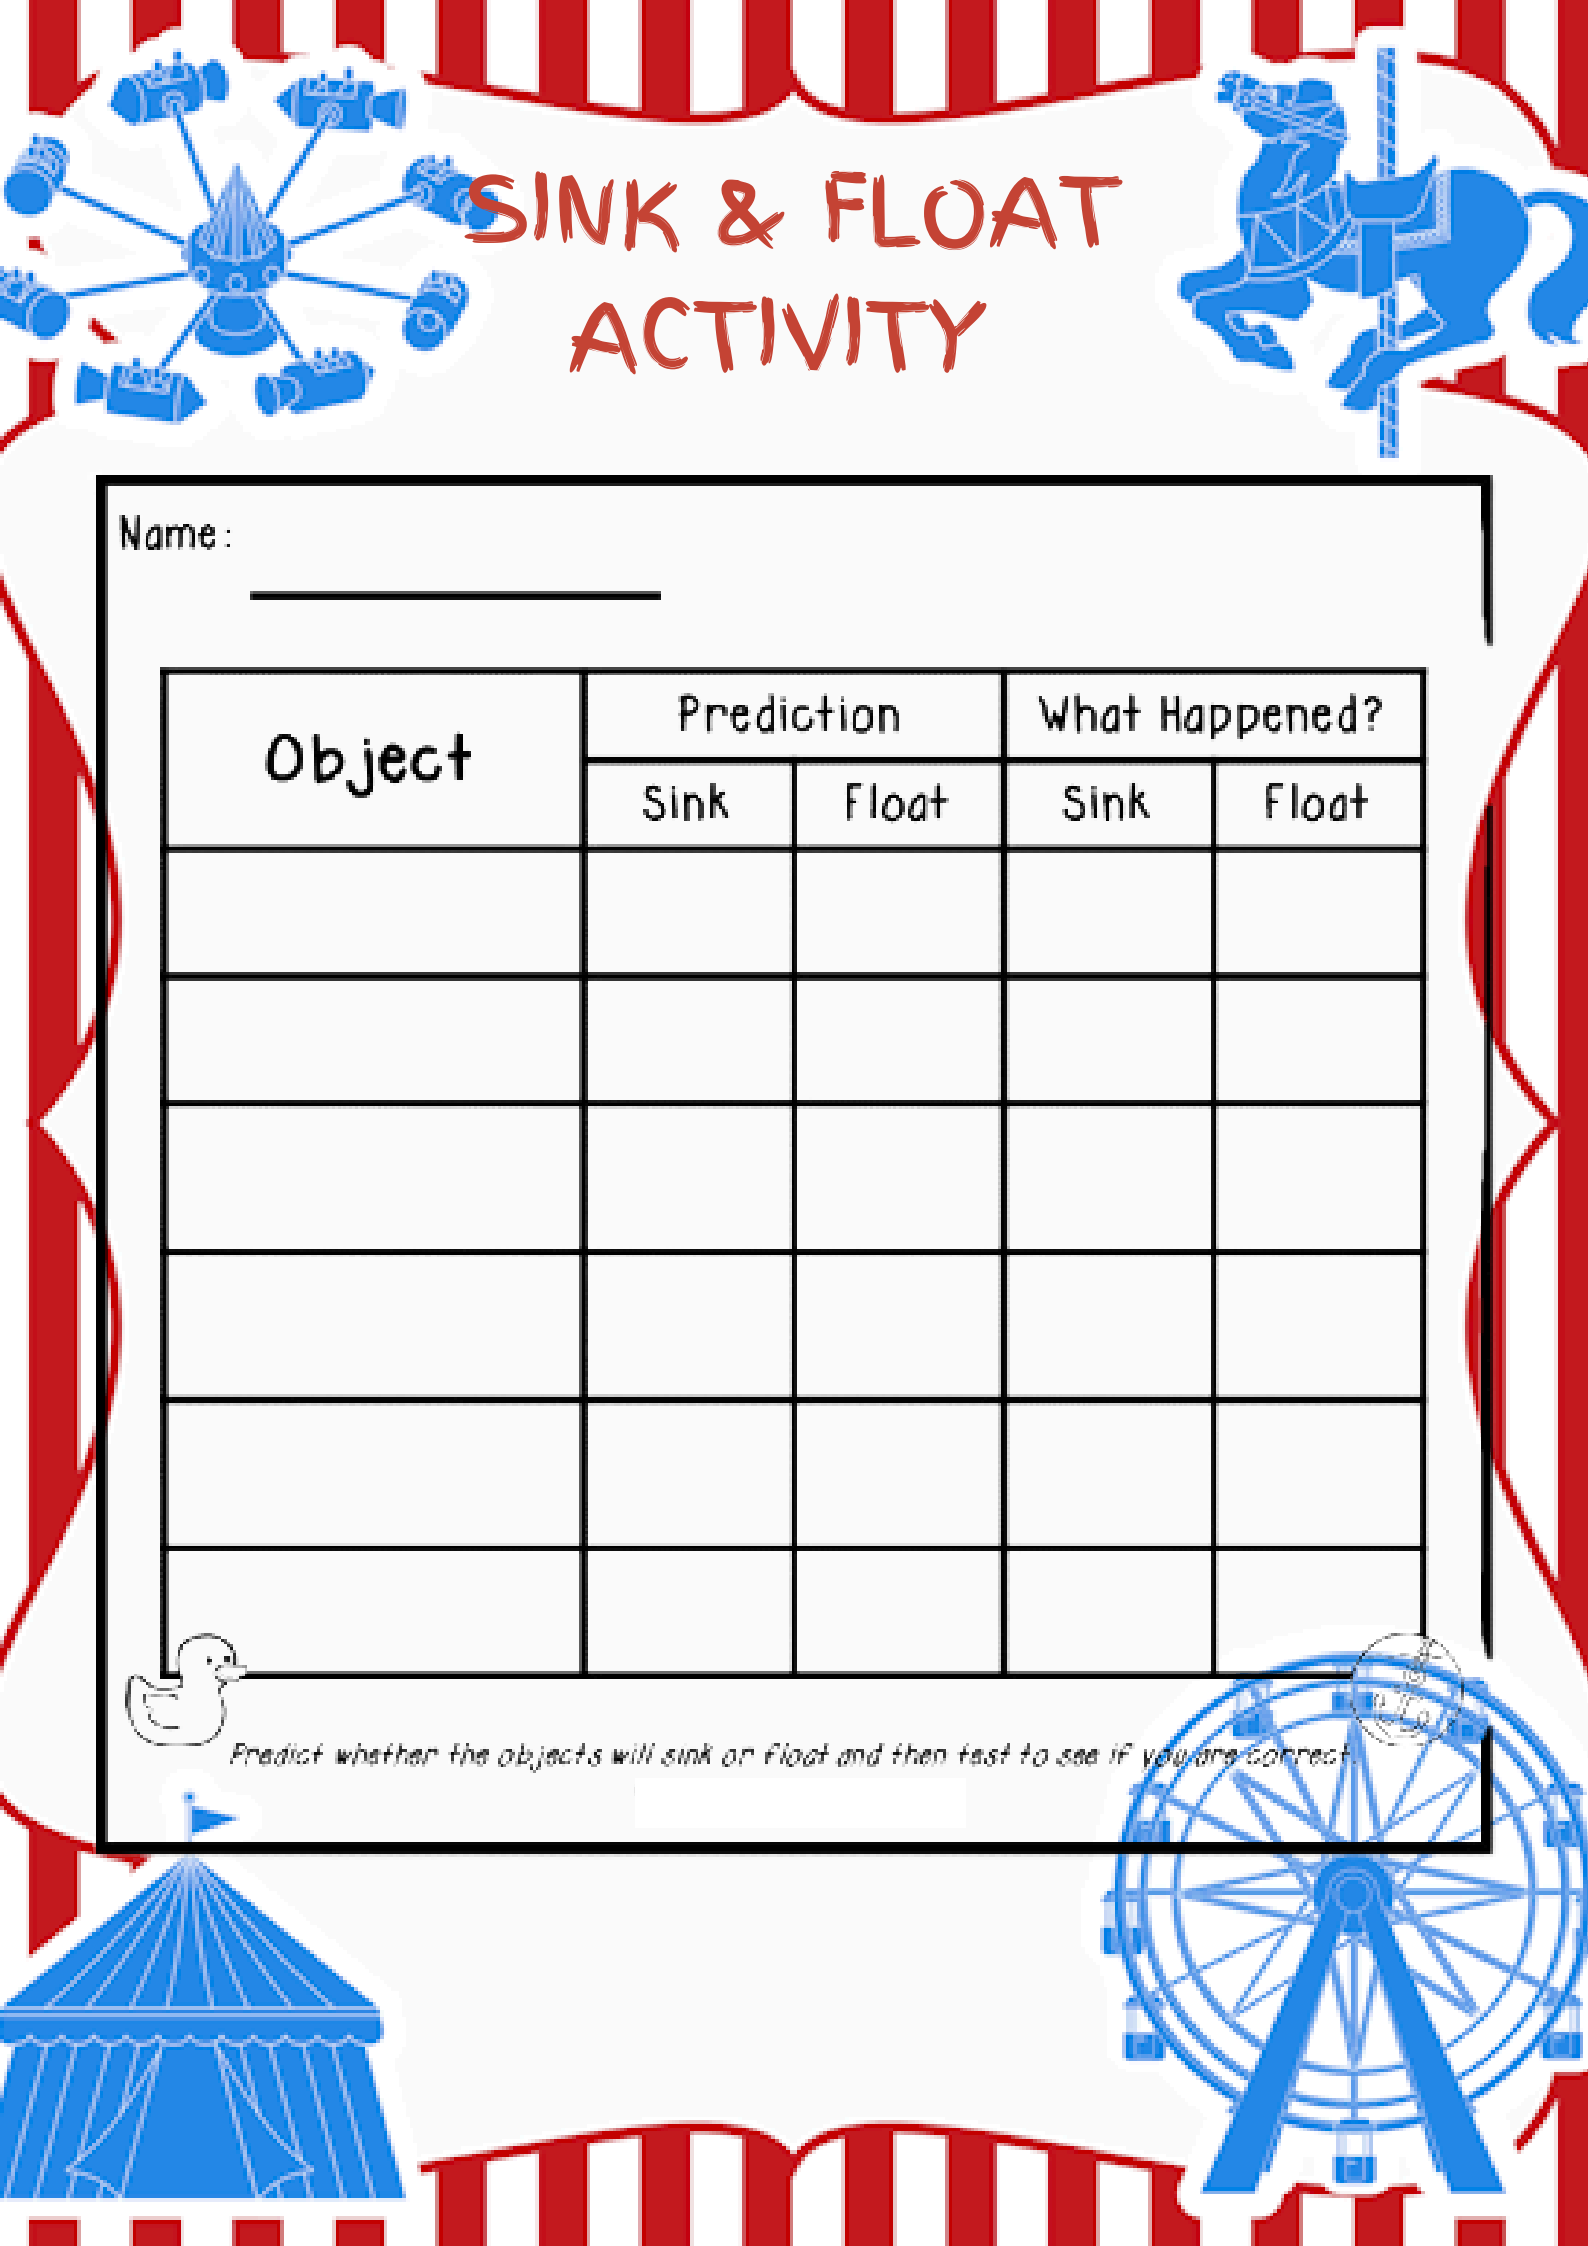 SINK & FLOAT
ACTIVITY
Name:
Object
Prediction
What Happened?
Sink
Float
Sink
Float
Predict whether the objects will sink or float and then test to see if you are correct.